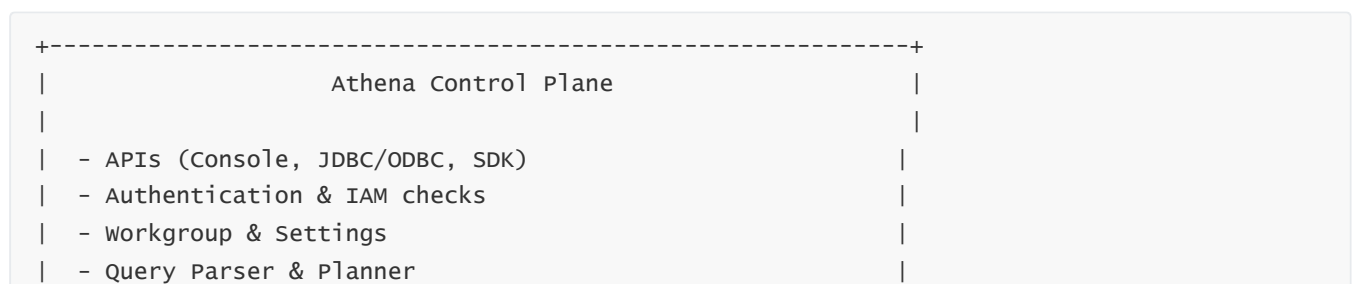 +-------------------------------------------------------------+
|                    Athena Control Plane                     |
|                                                             |
|  - APIs (Console, JDBC/ODBC, SDK)                          |
|  - Authentication & IAM checks                             |
|  - Workgroup & Settings                                    |
|  - Query Parser & Planner                                  |